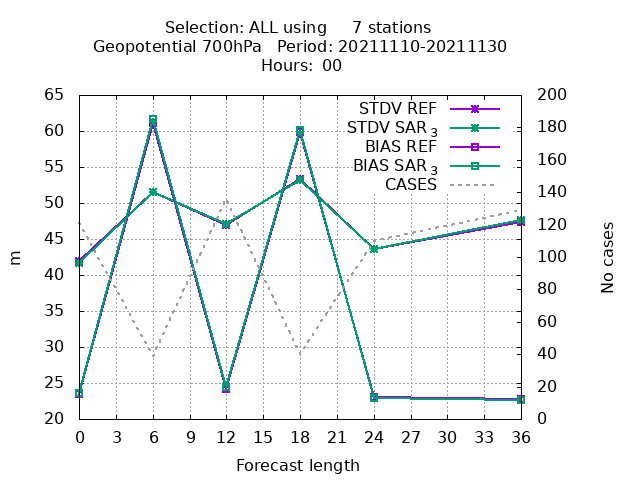 Selection: ALL using     7 stations
Geopotential 700hPa   Period: 20211110-20211130
Hours: 00
65 200
60 180
55 160
50 140
45 120
40 100
35 80
30 60
25 40
20 20
0
STDV REF
STDV SAR 3
BIAS REF
BIAS SAR 3
CASES
m
No cases
0 3 6 9 12 15 18 21 24 27 30 33 36
Forecast length